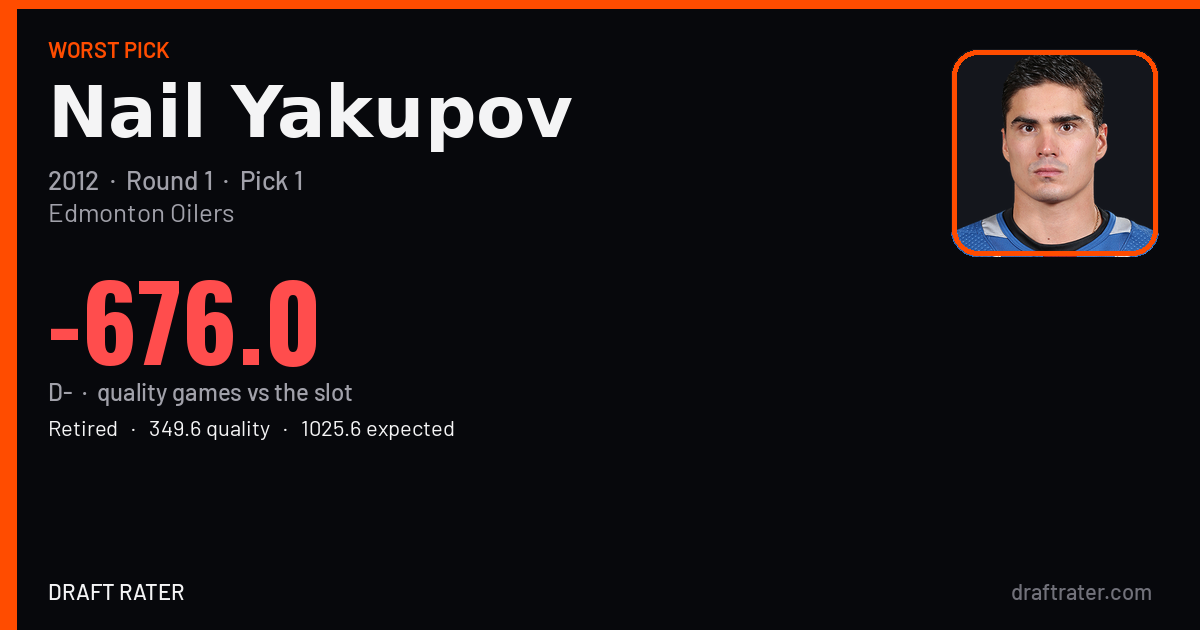 WORST PICK
Nail Yakupov
2012 · Round 1 · Pick 1
Edmonton Oilers
-676.0
D- · quality games vs the slot
Retired · 349.6 quality · 1025.6 expected
DRAFT RATER
draftrater.com